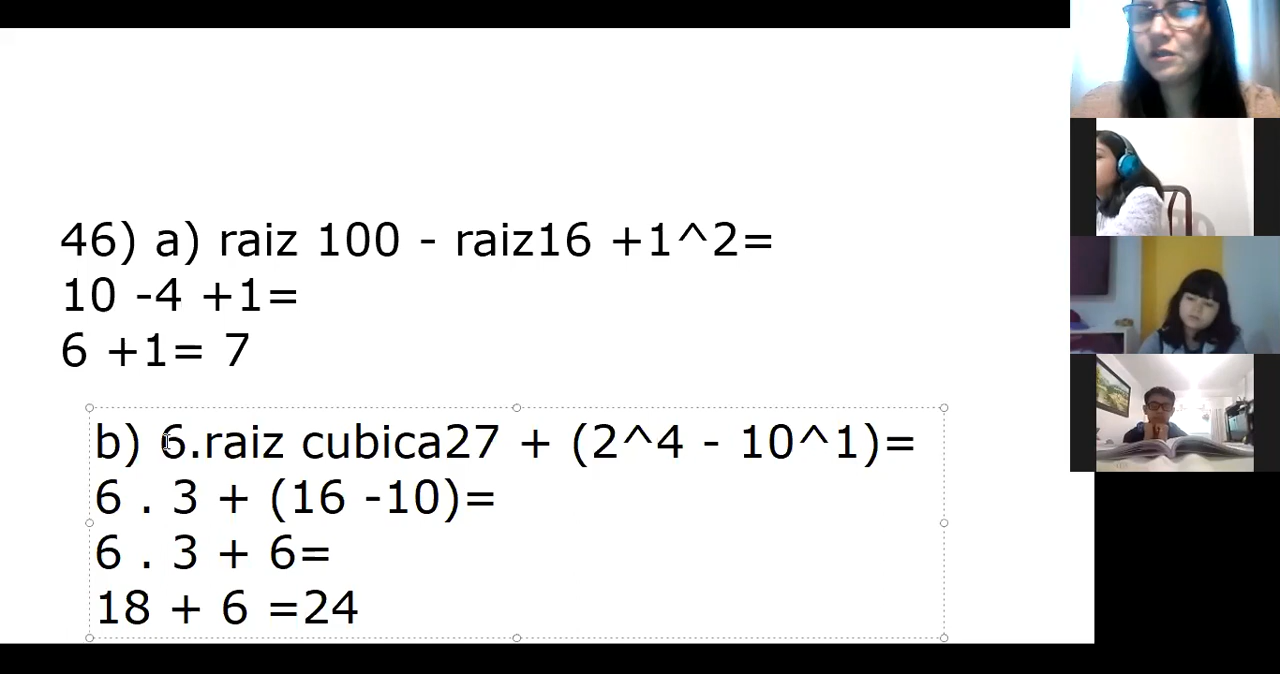 46) a) raiz 100 - raiz16 +1^2=
10 -4 +1=
6 +1= 7
b) 6.raiz cubica27 + (2^4 - 10^1)=
6 . 3 + (16 -10)=
6 . 3 + 6=
18 + 6 =24